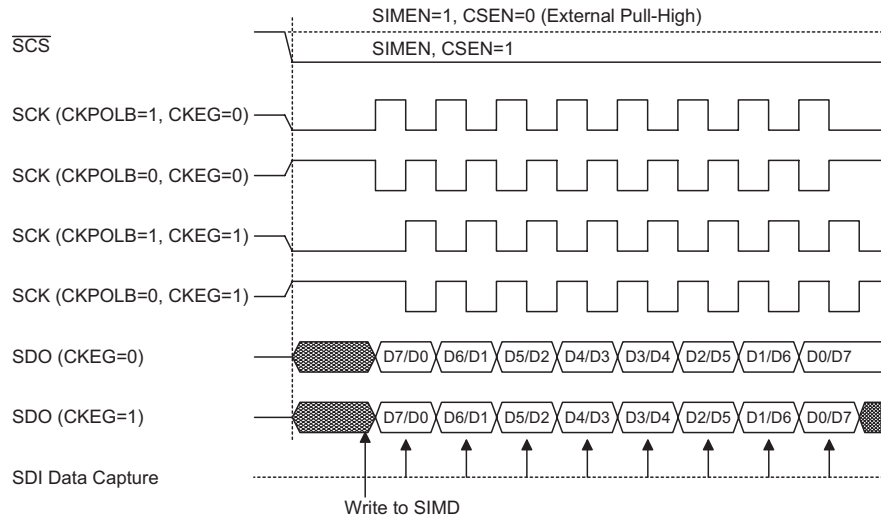 SIMEN=1, CSEN=0 (External Pull-High)
SCS
SIMEN, CSEN=1
SCK (CKPOLB=1, CKEG=0)
SCK (CKPOLB=0, CKEG=0)
SCK (CKPOLB=1, CKEG=1)
SCK (CKPOLB=0, CKEG=1)
SDO (CKEG=0) D7/D0 D6/D1 D5/D2 D4/D3 D3/D4 D2/D5 D1/D6 D0/D7
SDO (CKEG=1) D7/D0 D6/D1 D5/D2 D4/D3 D3/D4 D2/D5 D1/D6 D0/D7
SDI Data Capture
Write to SIMD